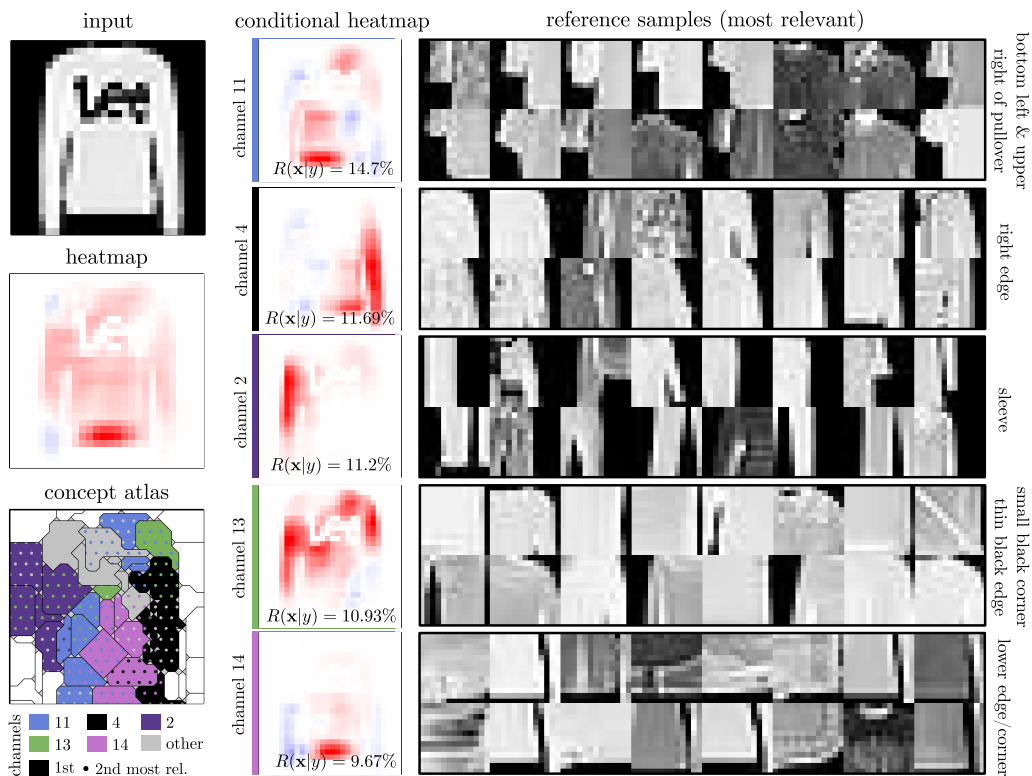 input
conditional heatmap
reference samples (most relevant)
Lee
channel 11
R(x|y) = 14.7%
bottom left & upper
right of pullover
heatmap
channel 4
R(x|y) = 11.69%
right edge
channel 2
R(x|y) = 11.2%
sleeve
concept atlas
channel 13
R(x|y) = 10.93%
small black corner
thin black edge
channel 14
R(x|y) = 9.67%
lower edge/corner
channels
11 4 2
13 14 other
1st • 2nd most rel.